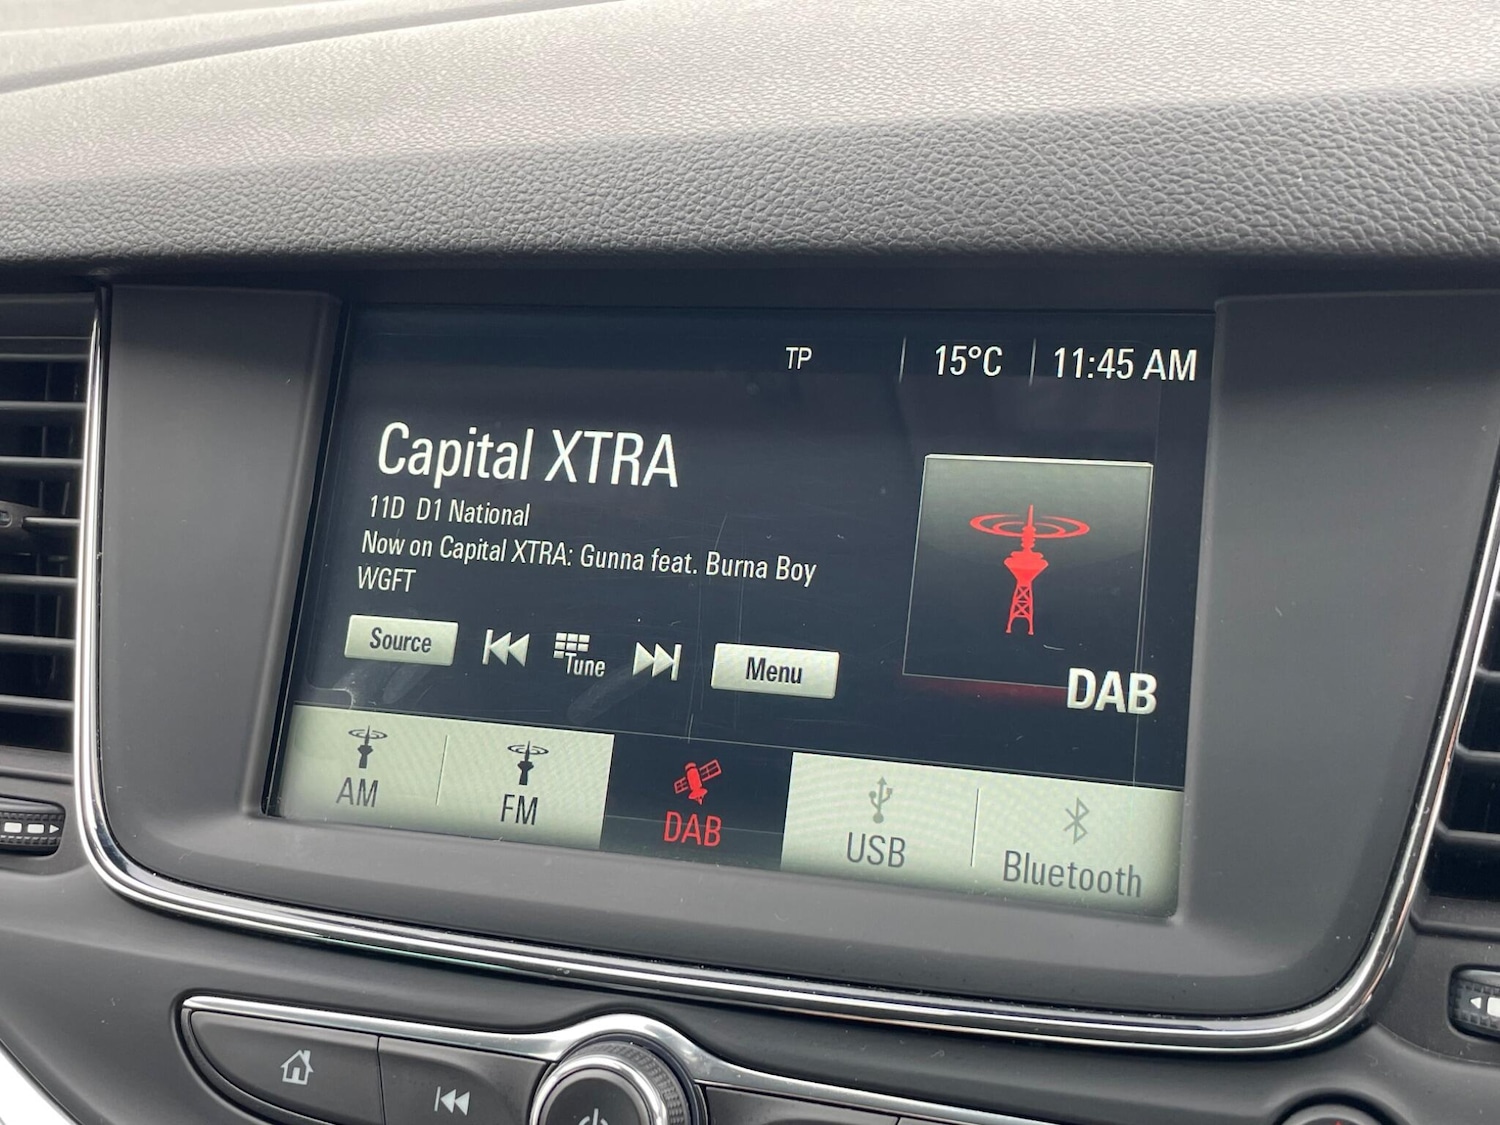 TP 15°C 11:45 AM
Capital XTRA
11D D1 National
Now on Capital XTRA: Gunna feat. Burna Boy
WGFT
Source Tune Menu
DAB
AM FM DAB USB Bluetooth